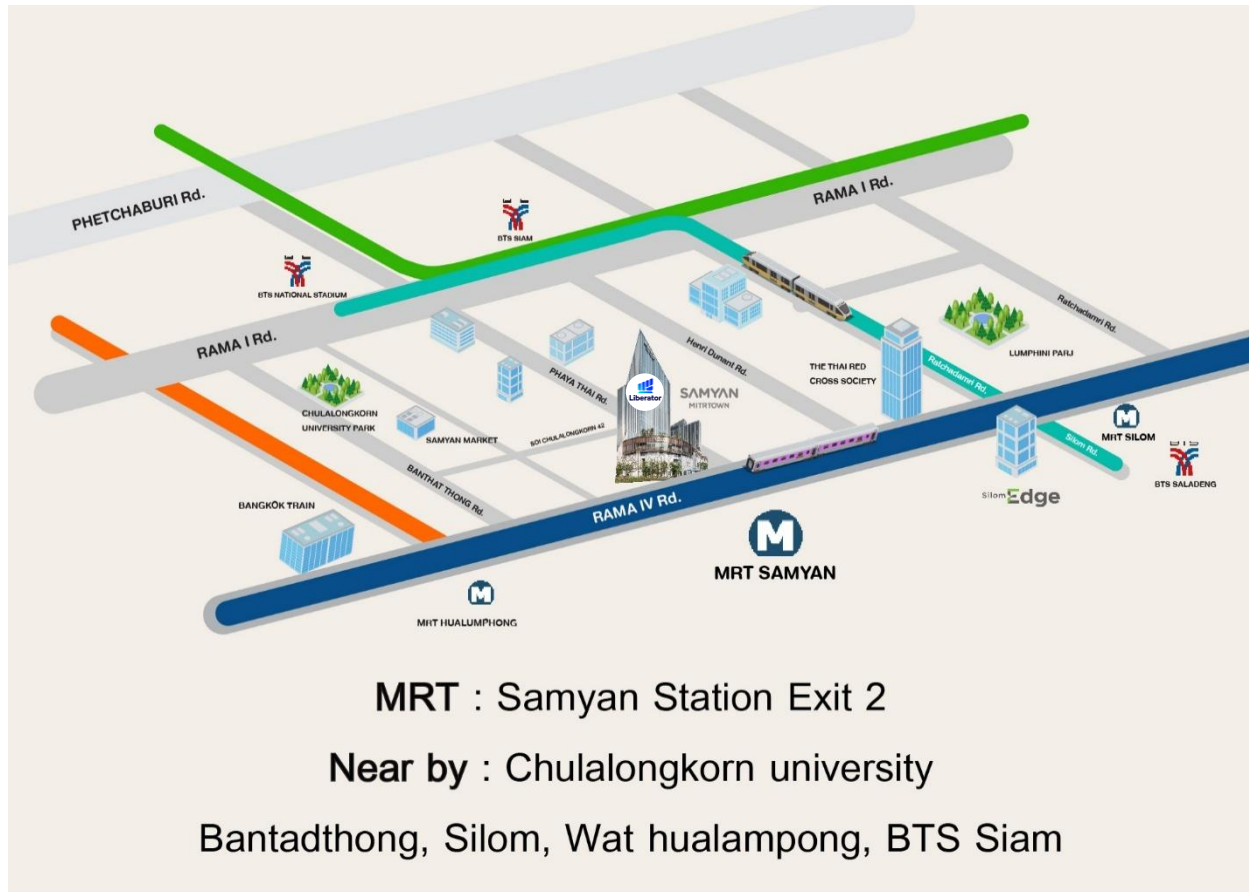 PHETCHABURI Rd.
RAMA I Rd.
BTS SIAM
BTS NATIONAL STADIUM
RAMA I Rd.
Ratchadamri Rd.
LUMPHINI PARJ
Henri Dunant Rd.
THE THAI RED
CROSS SOCIETY
Ratchadamri Rd.
PHAYA THAI Rd.
Liberator
SAMYAN
MITRTOWN
CHULALONGKORN
UNIVERSITY PARK
SAMYAN MARKET
SOI CHULALONGKORN 42
BANTHAT THONG Rd.
M
MRT SILOM
Silom Rd.
BTS SALADENG
Silom Edge
BANGKOK TRAIN
RAMA IV Rd.
M
MRT SAMYAN
M
MRT HUALUMPHONG
MRT : Samyan Station Exit 2
Near by : Chulalongkorn university
Bantadthong, Silom, Wat hualampong, BTS Siam